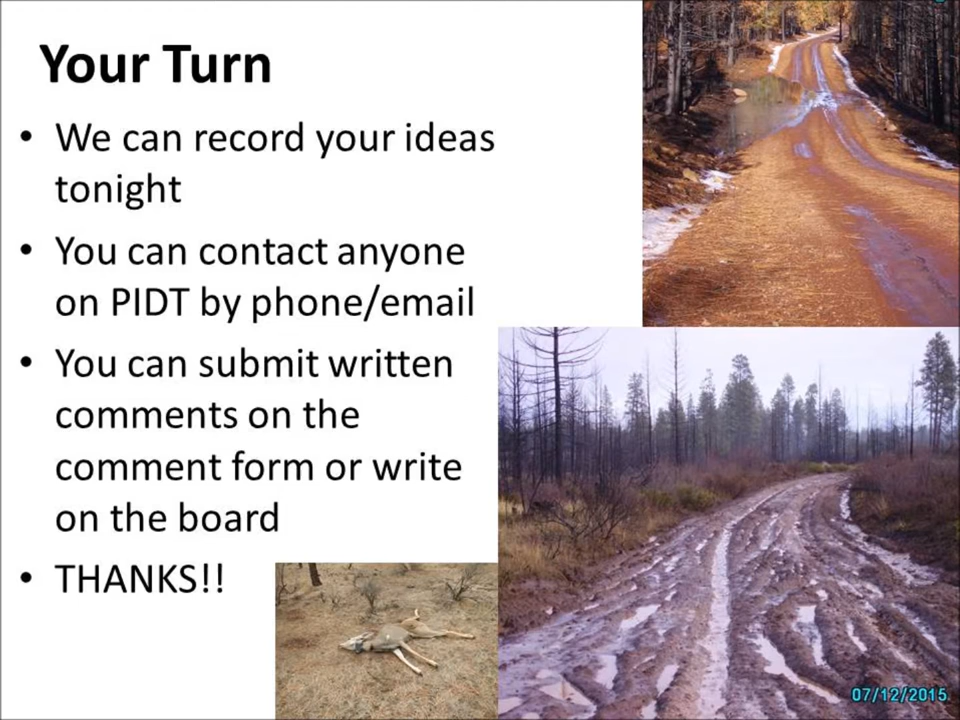 Your Turn
• We can record your ideas
tonight
• You can contact anyone
on PIDT by phone/email
• You can submit written
comments on the
comment form or write
on the board
• THANKS!!
07/12/2015